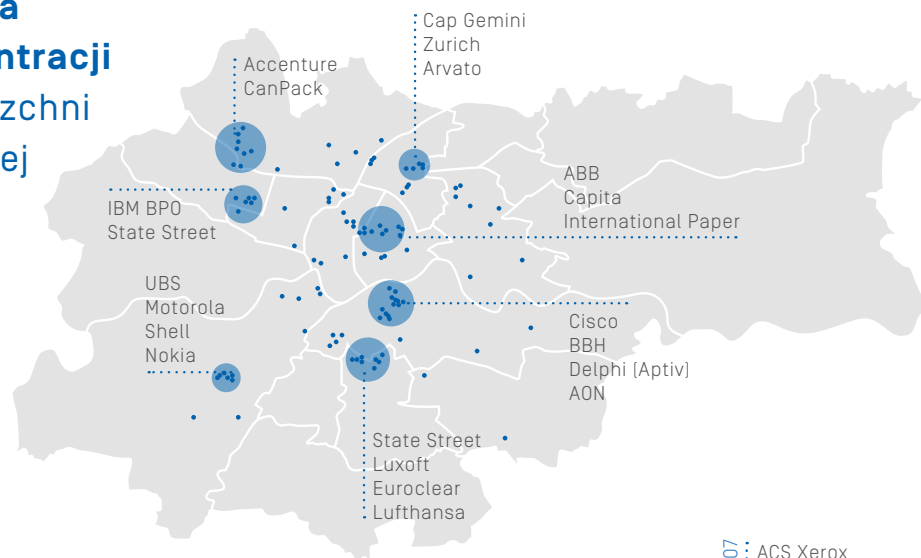 a
ntracji
zchni
ej
Cap Gemini
Zurich
Arvato
Accenture
CanPack
ABB
Capita
International Paper
IBM BPO
State Street
UBS
Motorola
Shell
Nokia
Cisco
BBH
Delphi (Aptiv)
AON
State Street
Luxoft
Euroclear
Lufthansa
07
ACS Xerox